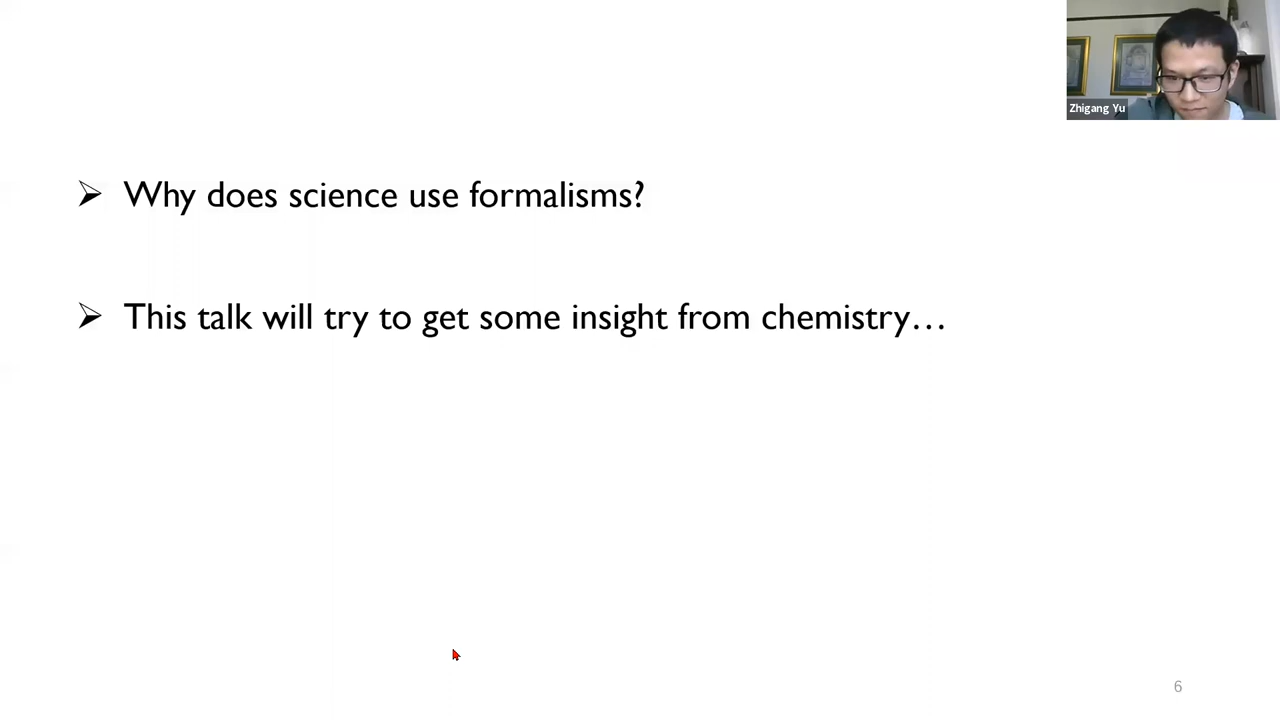 Zhigang Yu
➢ Why does science use formalisms?
➢ This talk will try to get some insight from chemistry…
6